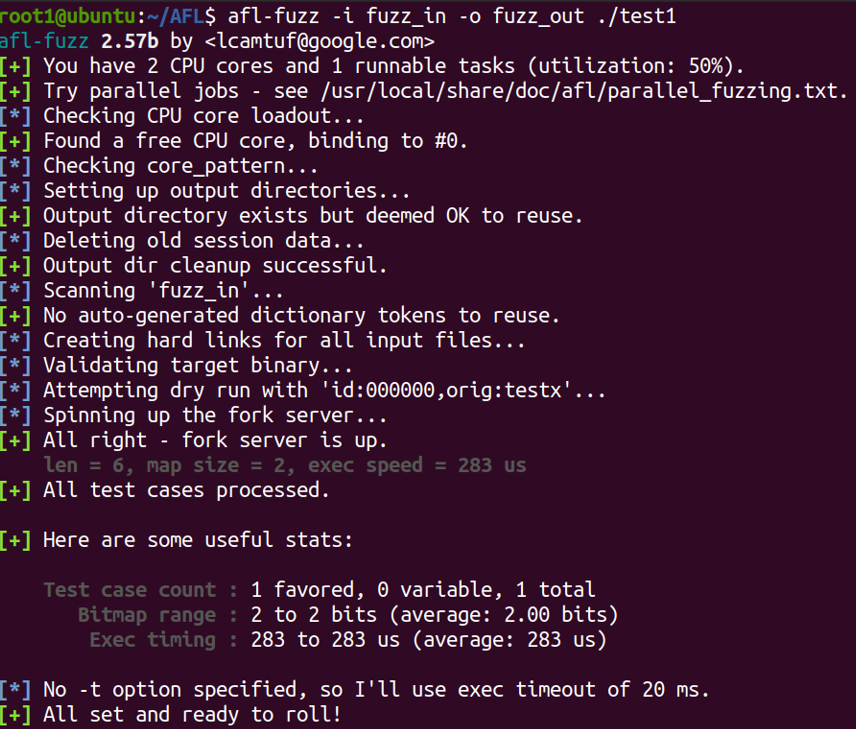 root1@ubuntu:~/AFL$ afl-fuzz -i fuzz_in -o fuzz_out ./test1
afl-fuzz 2.57b by <lcamtuf@google.com>
[+] You have 2 CPU cores and 1 runnable tasks (utilization: 50%).
[+] Try parallel jobs - see /usr/local/share/doc/afl/parallel_fuzzing.txt.
[*] Checking CPU core loadout...
[+] Found a free CPU core, binding to #0.
[*] Checking core_pattern...
[*] Setting up output directories...
[+] Output directory exists but deemed OK to reuse.
[*] Deleting old session data...
[+] Output dir cleanup successful.
[*] Scanning 'fuzz_in'...
[+] No auto-generated dictionary tokens to reuse.
[*] Creating hard links for all input files...
[*] Validating target binary...
[*] Attempting dry run with 'id:000000,orig:testx'...
[*] Spinning up the fork server...
[+] All right - fork server is up.
    len = 6, map size = 2, exec speed = 283 us
[+] All test cases processed.
[+] Here are some useful stats:
    Test case count : 1 favored, 0 variable, 1 total
       Bitmap range : 2 to 2 bits (average: 2.00 bits)
        Exec timing : 283 to 283 us (average: 283 us)
[*] No -t option specified, so I'll use exec timeout of 20 ms.
[+] All set and ready to roll!